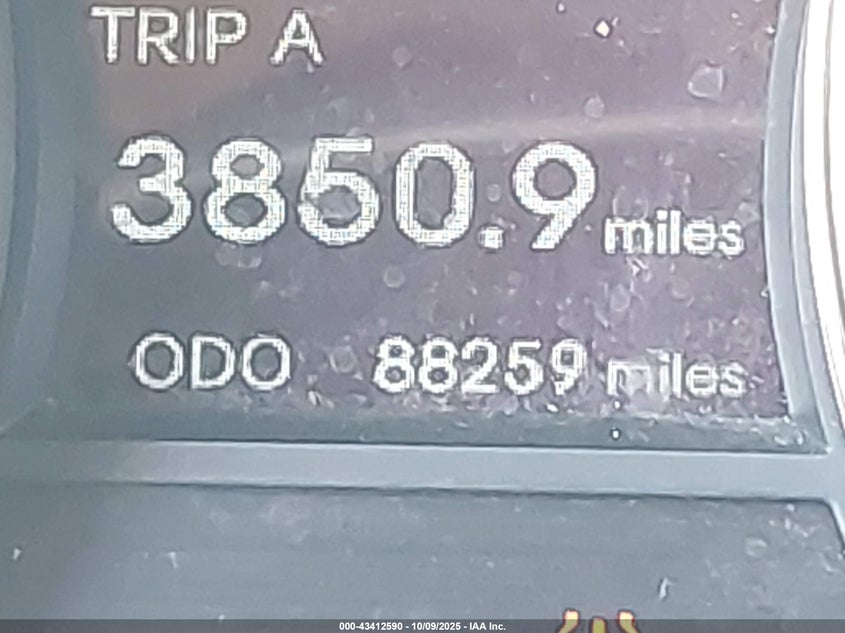 TRIP A
3850.9 miles
ODO 88259 miles
000-43412590 - 10/09/2025 - IAA Inc.